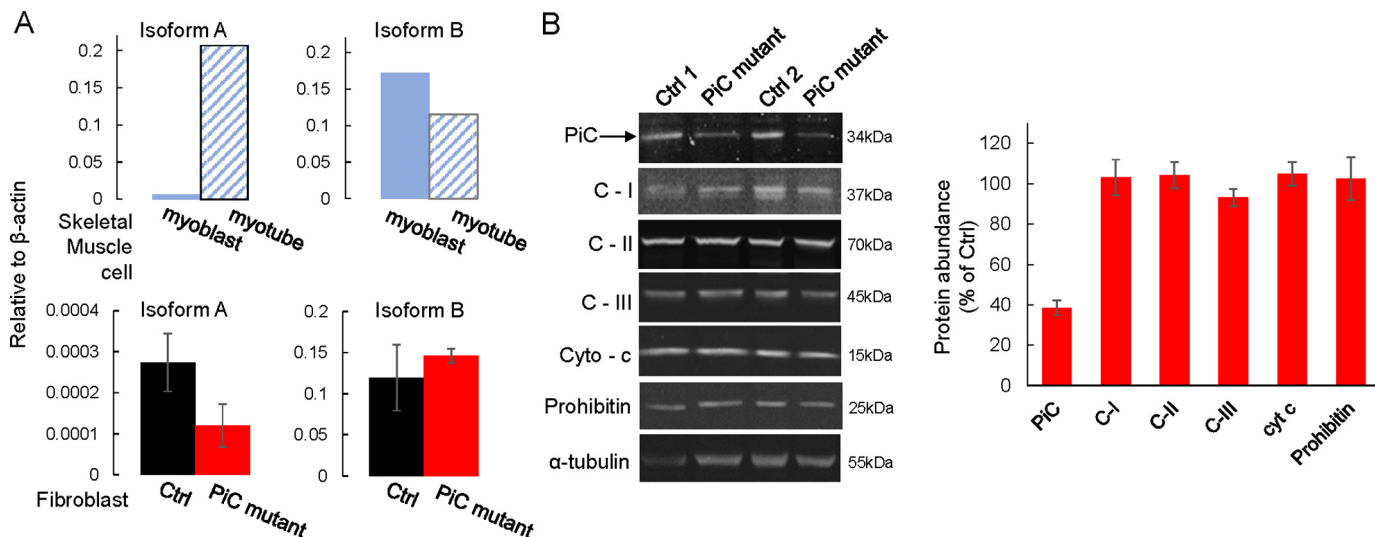 A
Isoform A
Isoform B
0.2
0.15
0.1
0.05
0
0.2
0.15
0.1
0.05
0
myoblast
myotube
myoblast
myotube
Skeletal
Muscle
cell
Relative to β-actin
Isoform A
Isoform B
0.0004
0.0003
0.0002
0.0001
0
0.2
0.15
0.1
0.05
0
Fibroblast
Ctrl
PiC mutant
Ctrl
PiC mutant
B
Ctrl 1
PiC mutant
Ctrl 2
PiC mutant
PiC
34kDa
C - I
37kDa
C - II
70kDa
C - III
45kDa
Cyto - c
15kDa
Prohibitin
25kDa
α-tubulin
55kDa
Protein abundance
(% of Ctrl)
120
100
80
60
40
20
0
PiC
C-I
C-II
C-III
cyt c
Prohibitin